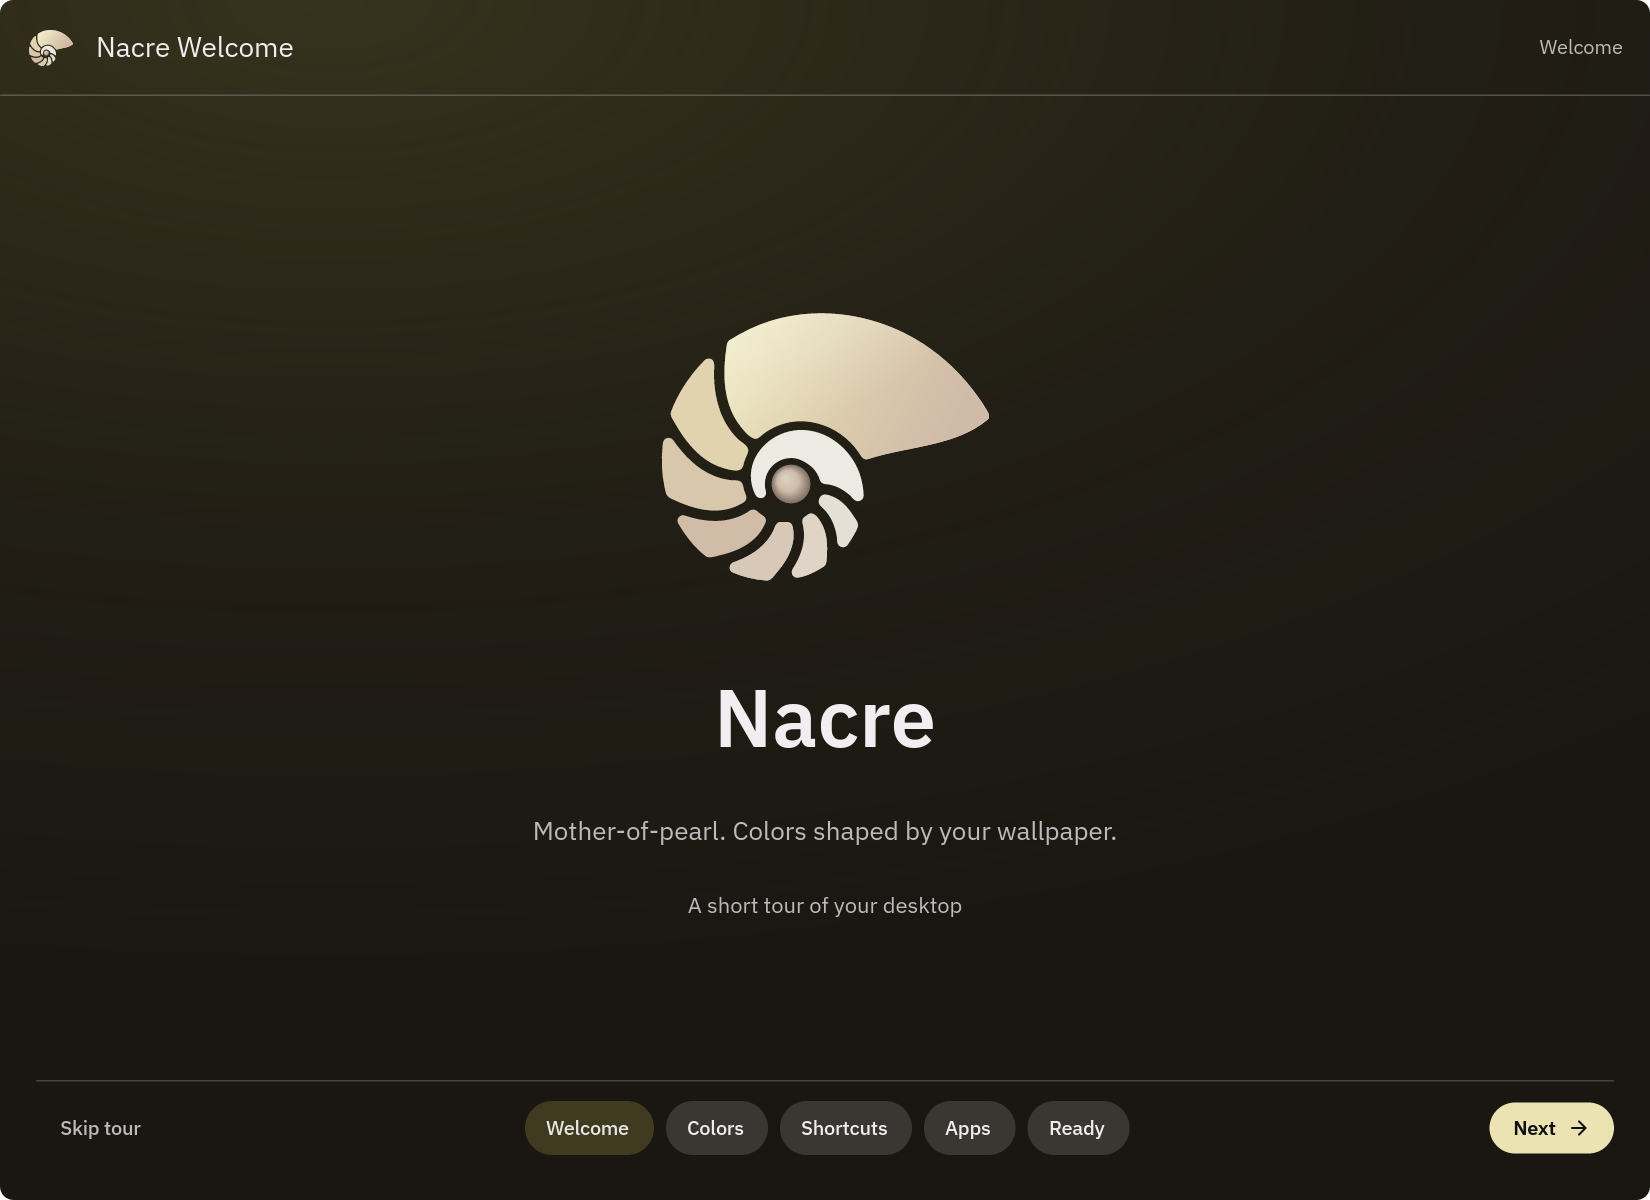 Nacre Welcome
Welcome
Nacre
Mother-of-pearl. Colors shaped by your wallpaper.
A short tour of your desktop
Skip tour
Welcome
Colors
Shortcuts
Apps
Ready
Next